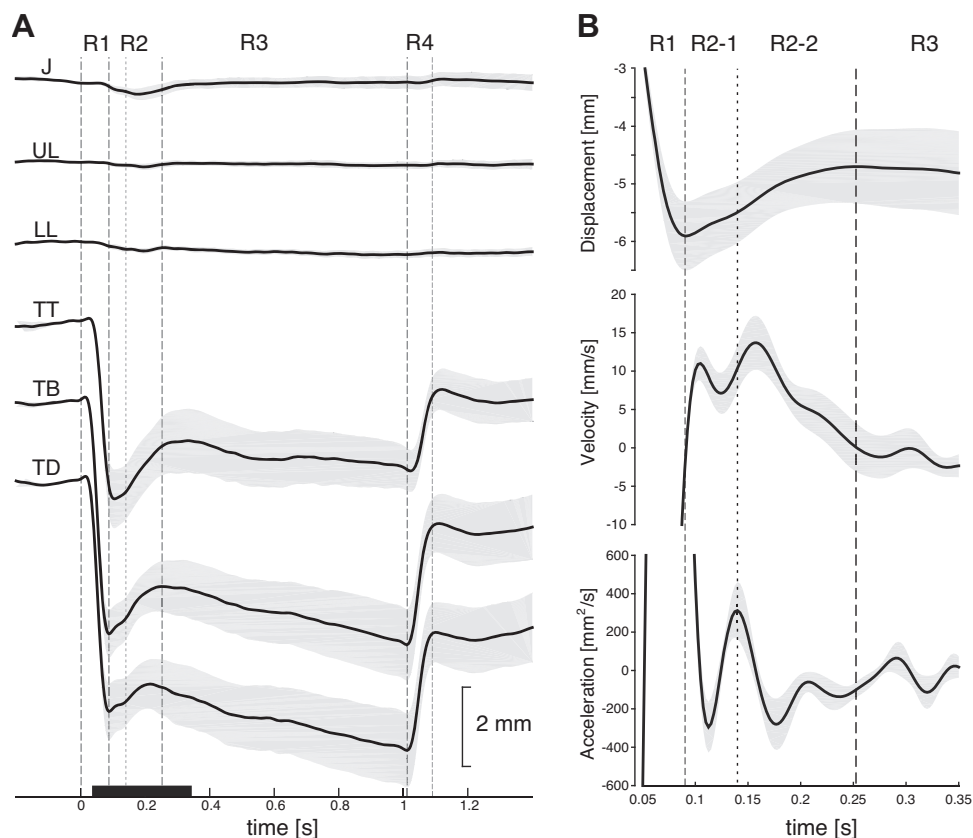 A
R1 R2 R3 R4
J
UL
LL
TT
TB
TD
2 mm
0 0.2 0.4 0.6 0.8 1 1.2
time [s]
B
R1 R2-1 R2-2 R3
Displacement [mm]
-3
-4
-5
-6
Velocity [mm/s]
20
15
10
5
0
-5
-10
Acceleration [mm²/s]
600
400
200
0
-200
-400
-600
0.05 0.1 0.15 0.2 0.25 0.3 0.35
time [s]